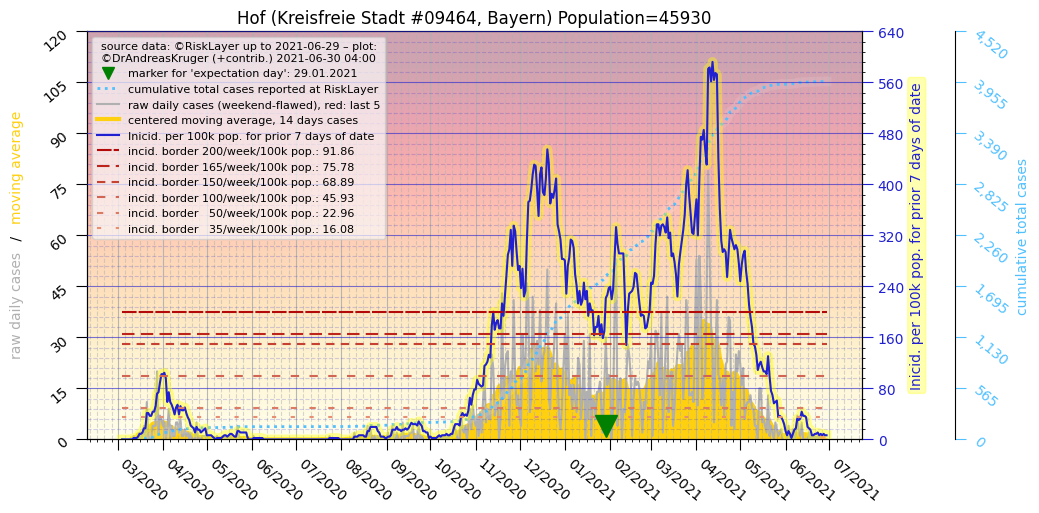 Hof (Kreisfreie Stadt #09464, Bayern) Population=45930
source data: ©RiskLayer up to 2021-06-29 – plot:
©DrAndreasKruger (+contrib.) 2021-06-30 04:00
marker for 'expectation day': 29.01.2021
cumulative total cases reported at RiskLayer
raw daily cases (weekend-flawed), red: last 5
centered moving average, 14 days cases
Inicid. per 100k pop. for prior 7 days of date
incid. border 200/week/100k pop.: 91.86
incid. border 165/week/100k pop.: 75.78
incid. border 150/week/100k pop.: 68.89
incid. border 100/week/100k pop.: 45.93
incid. border 50/week/100k pop.: 22.96
incid. border 35/week/100k pop.: 16.08
raw daily cases / moving average
120
105
90
75
60
45
30
15
0
640
560
480
400
320
240
160
80
0
Inicid. per 100k pop. for prior 7 days of date
4,520
3,955
3,390
2,825
2,260
1,695
1,130
565
0
cumulative total cases
03/2020
04/2020
05/2020
06/2020
07/2020
08/2020
09/2020
10/2020
11/2020
12/2020
01/2021
02/2021
03/2021
04/2021
05/2021
06/2021
07/2021